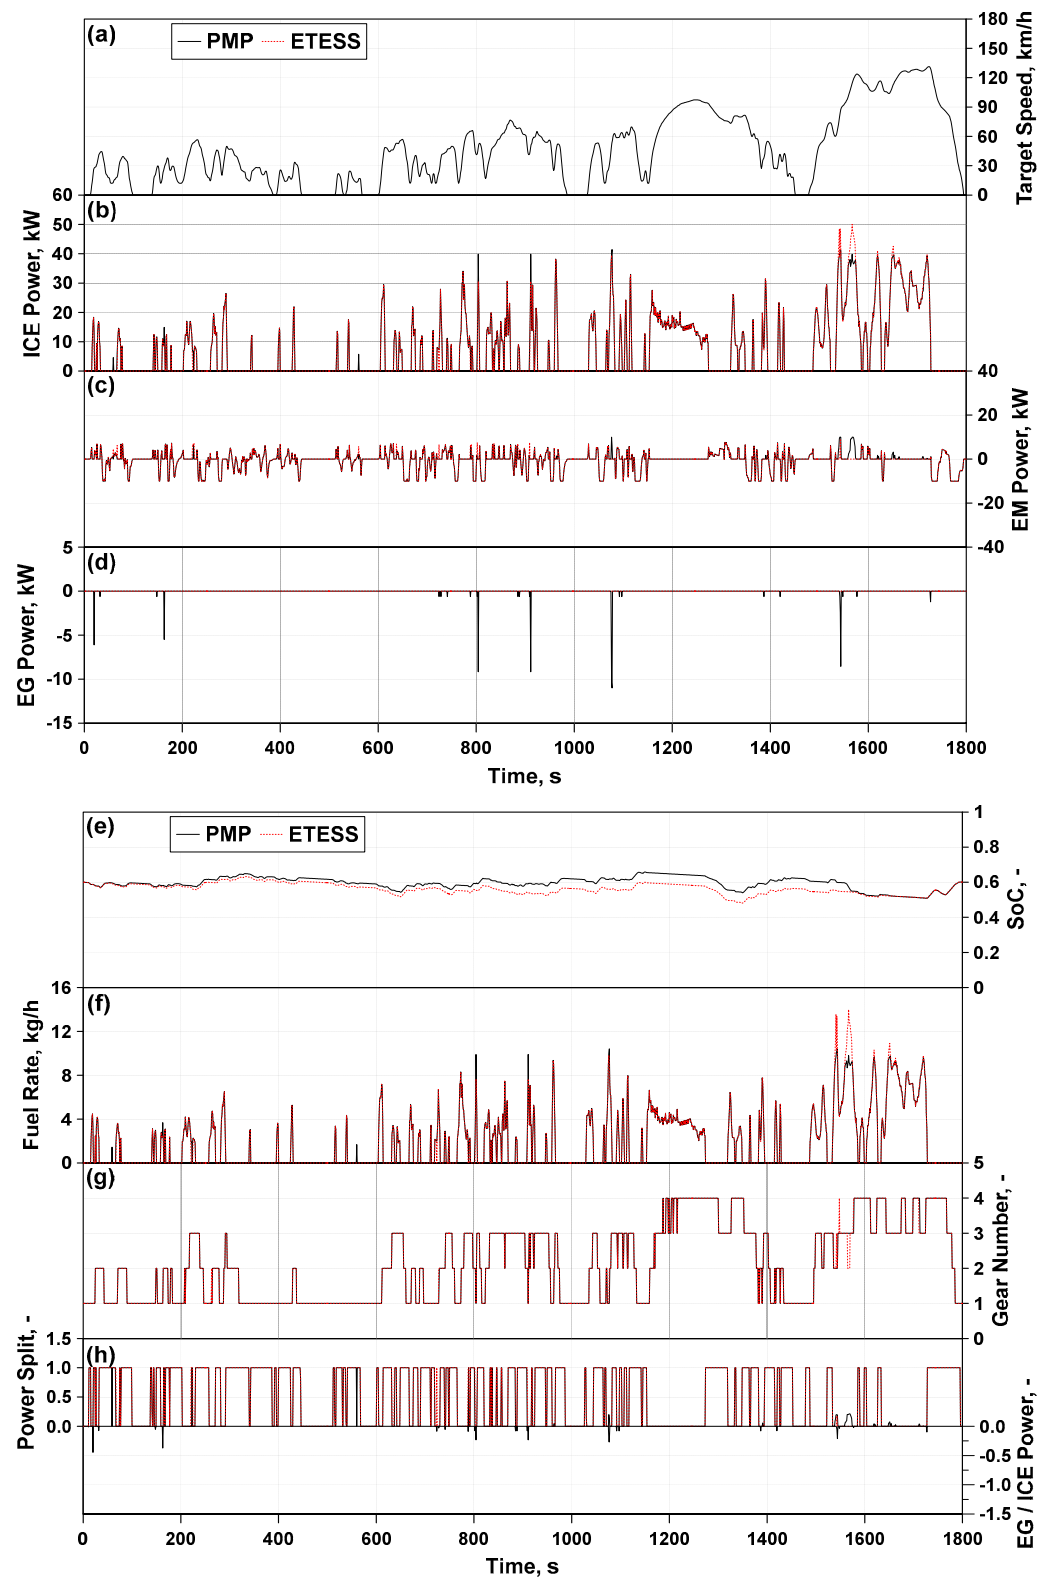 (a)
PMP ETESS
180
150
120
90
60
30
0
Target Speed, km/h
(b)
60
50
40
30
20
10
0
ICE Power, kW
(c)
40
20
0
-20
-40
EM Power, kW
(d)
5
0
-5
-10
-15
EG Power, kW
0 200 400 600 800 1000 1200 1400 1600 1800
Time, s
(e)
PMP ETESS
1
0.8
0.6
0.4
0.2
0
SoC, -
(f)
16
12
8
4
0
Fuel Rate, kg/h
(g)
5
4
3
2
1
0
Gear Number, -
(h)
1.5
1.0
0.5
0.0
Power Split, -
0.0
-0.5
-1.0
-1.5
EG / ICE Power, -
0 200 400 600 800 1000 1200 1400 1600 1800
Time, s